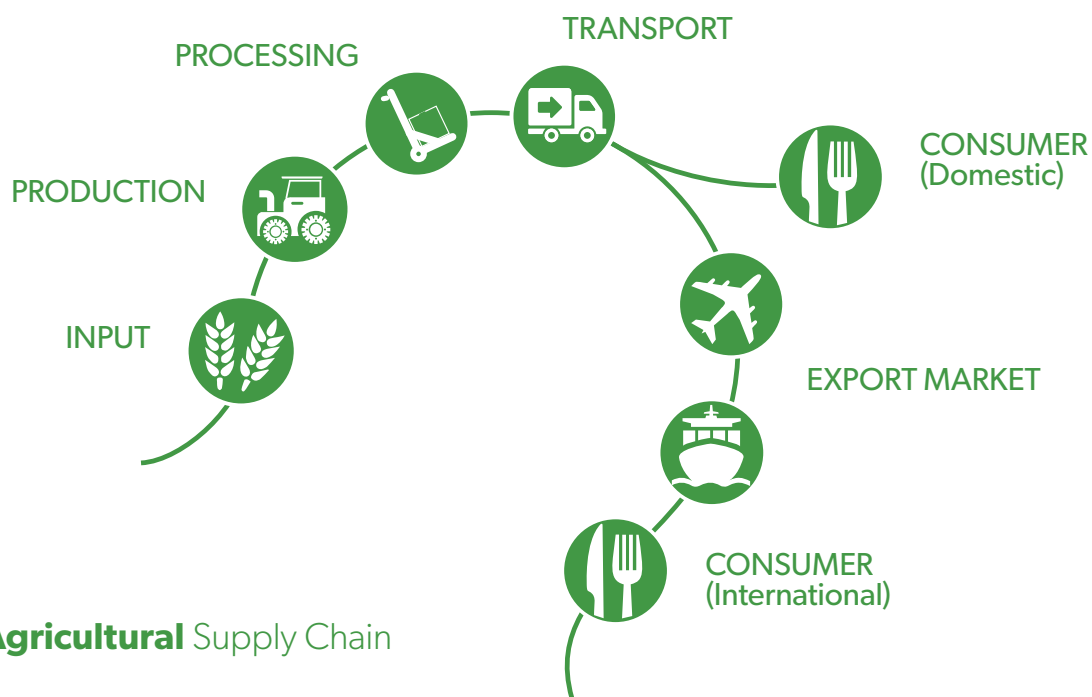 TRANSPORT
PROCESSING
CONSUMER
(Domestic)
PRODUCTION
INPUT
EXPORT MARKET
CONSUMER
(International)
Agricultural Supply Chain